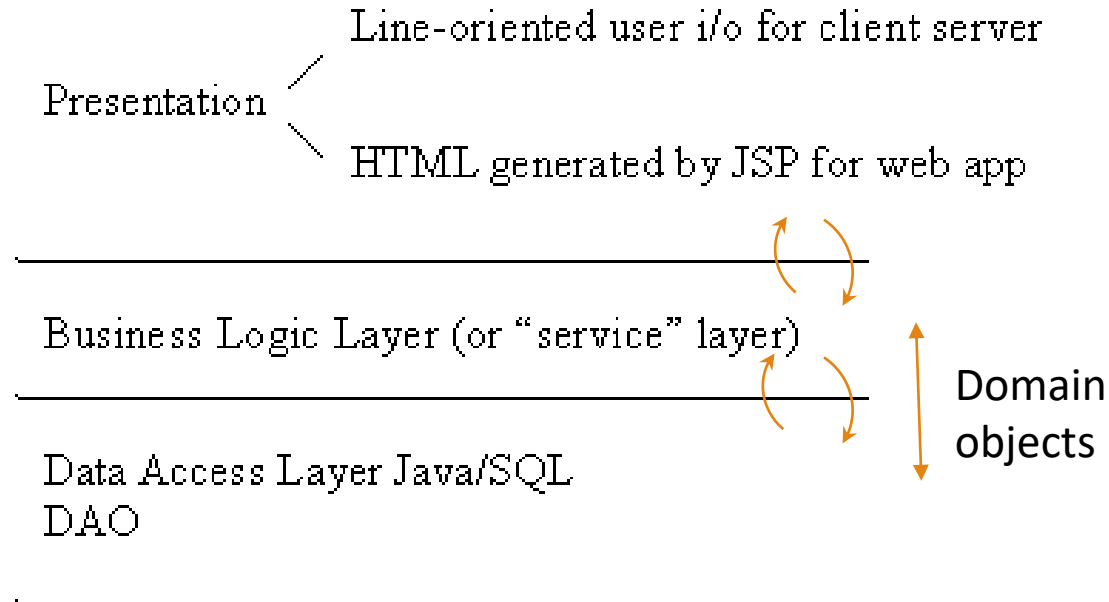 Line-oriented user i/o for client server
Presentation
HTML generated by JSP for web app
Business Logic Layer (or “service” layer)
Domain
objects
Data Access Layer Java/SQL
DAO